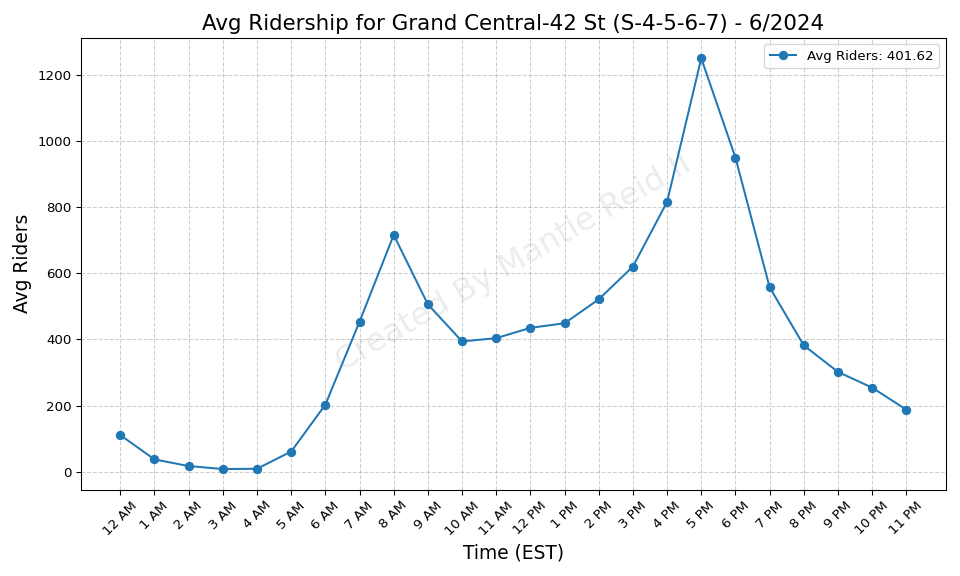 Avg Ridership for Grand Central-42 St (S-4-5-6-7) - 6/2024
Avg Riders: 401.62
1200
1000
800
600
400
200
0
Avg Riders
Created By Mantie Reid II
12 AM
1 AM
2 AM
3 AM
4 AM
5 AM
6 AM
7 AM
8 AM
9 AM
10 AM
11 AM
12 PM
1 PM
2 PM
3 PM
4 PM
5 PM
6 PM
7 PM
8 PM
9 PM
10 PM
11 PM
Time (EST)